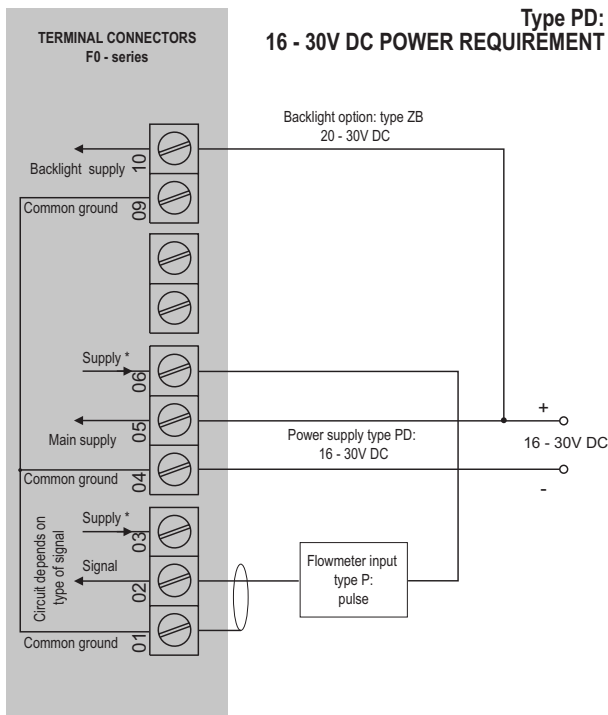 Type PD:
16 - 30V DC POWER REQUIREMENT
TERMINAL CONNECTORS
F0 - series
Backlight option: type ZB
20 - 30V DC
Backlight supply
10
Common ground
09
Supply *
06
Main supply
05
Common ground
04
Power supply type PD:
16 - 30V DC
+
16 - 30V DC
-
Circuit depends on
type of signal
Supply *
03
Signal
02
Common ground
01
Flowmeter input
type P:
pulse